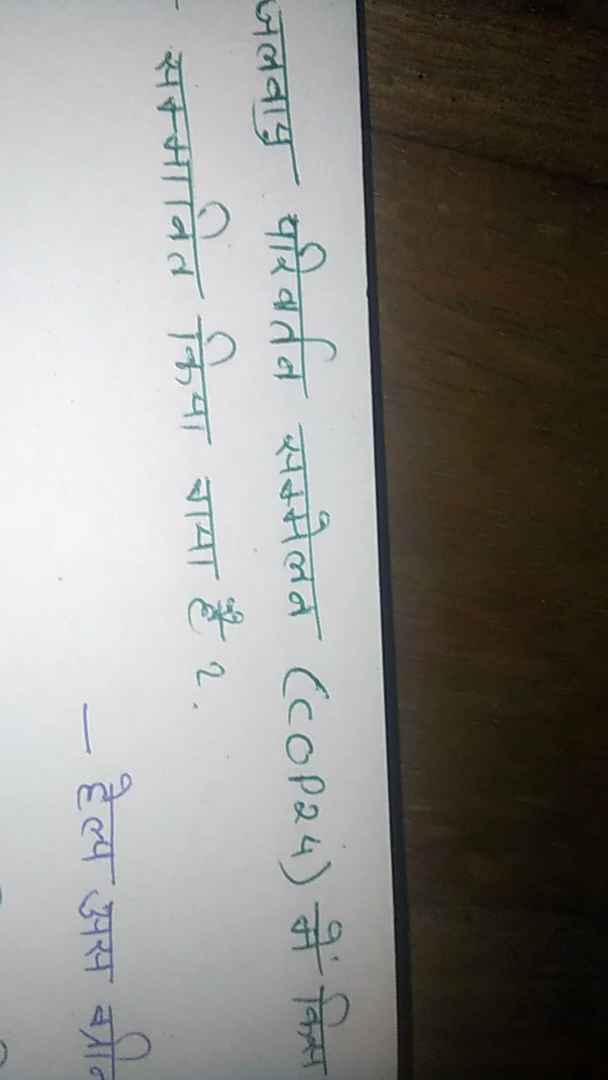 जलवायु परिवर्तन सम्मेलन (COP24) में किस
- सम्मानित किया गया है ?
- हेल्प अस ग्रीन